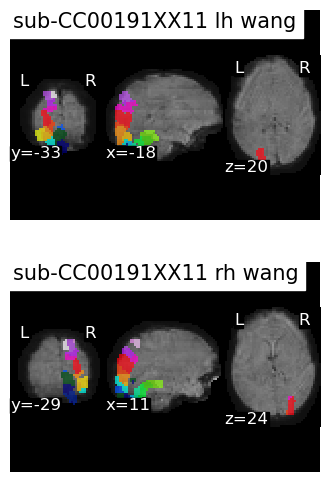 sub-CC00191XX11 lh wang
L R L R
y=-33 x=-18 z=20
sub-CC00191XX11 rh wang
L R L R
y=-29 x=11 z=24